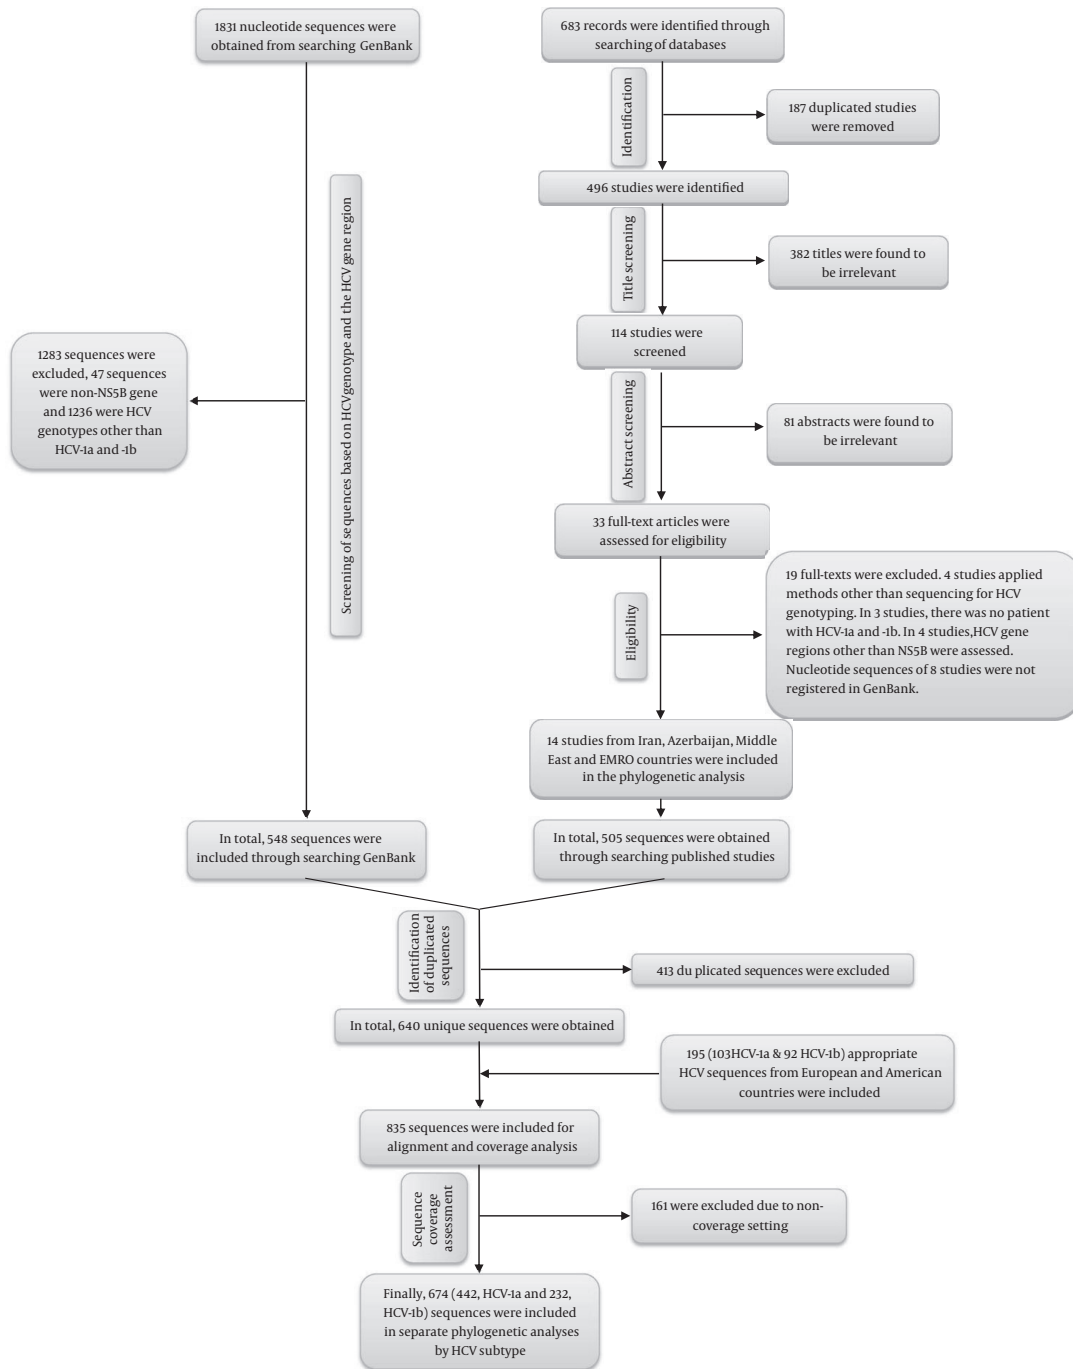 1831 nucleotide sequences were
obtained from searching GenBank
683 records were identified through
searching of databases
Identification
187 duplicated studies
were removed
496 studies were identified
Title screening
382 titles were found to
be irrelevant
114 studies were
screened
Abstract screening
81 abstracts were found to
be irrelevant
33 full-text articles were
assessed for eligibility
Screening of sequences based on HCV genotype and the HCV gene region
1283 sequences were
excluded, 47 sequences
were non-NS5B gene
and 1236 were HCV
genotypes other than
HCV-1a and -1b
Eligibility
19 full-texts were excluded. 4 studies applied
methods other than sequencing for HCV
genotyping. In 3 studies, there was no patient
with HCV-1a and -1b. In 4 studies,HCV gene
regions other than NS5B were assessed.
Nucleotide sequences of 8 studies were not
registered in GenBank.
14 studies from Iran, Azerbaijan, Middle
East and EMRO countries were included
in the phylogenetic analysis
In total, 548 sequences were
included through searching GenBank
In total, 505 sequences were obtained
through searching published studies
Identification
of duplicated
sequences
413 du plicated sequences were excluded
In total, 640 unique sequences were obtained
195 (103HCV-1a & 92 HCV-1b) appropriate
HCV sequences from European and American
countries were included
835 sequences were included for
alignment and coverage analysis
Sequence
coverage
assessment
161 were excluded due to non-
coverage setting
Finally, 674 (442, HCV-1a and 232,
HCV-1b) sequences were included
in separate phylogenetic analyses
by HCV subtype